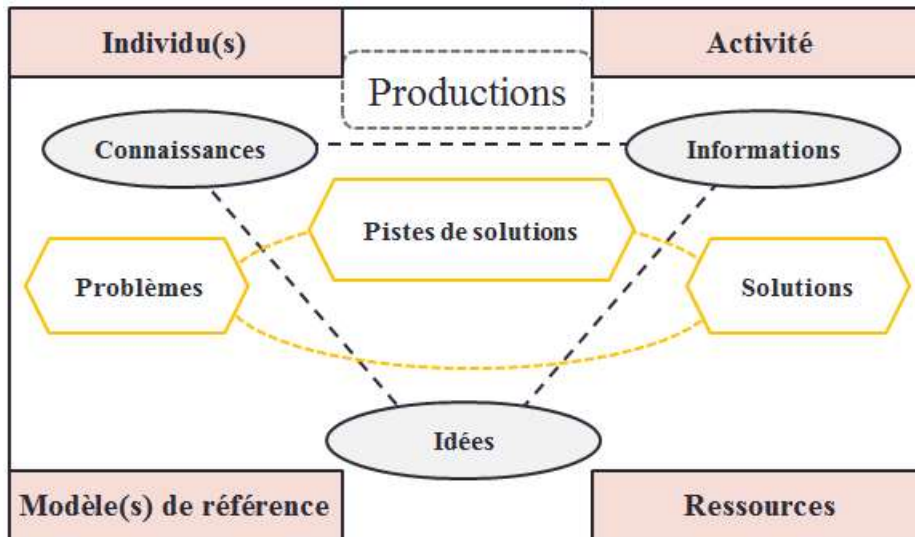 Individu(s)
Activité
Productions
Connaissances
Informations
Pistes de solutions
Problèmes
Solutions
Idées
Modèle(s) de référence
Ressources